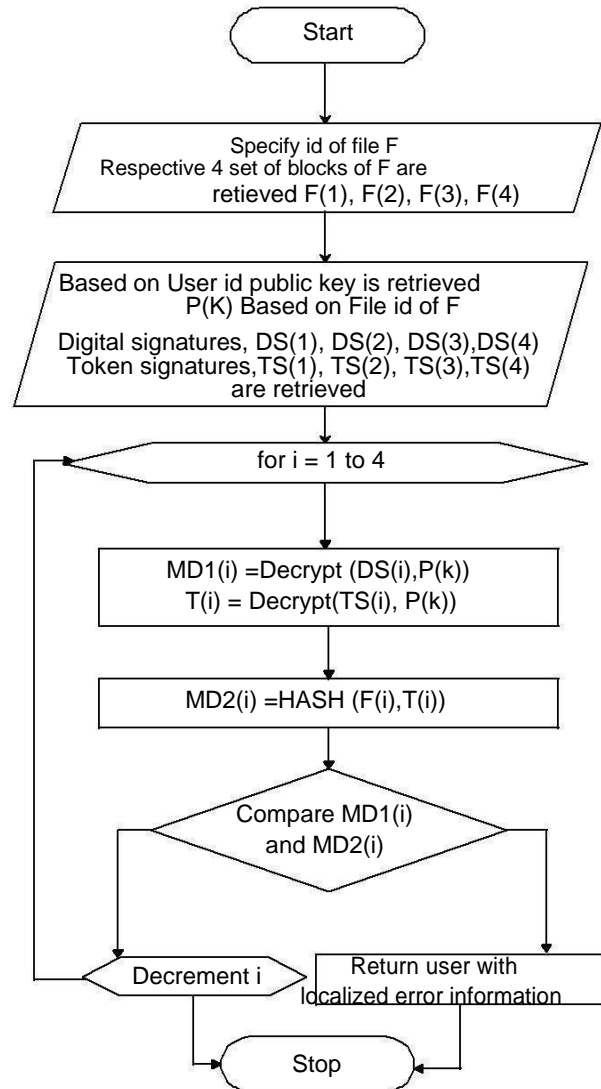 Start
Specify id of file F
Respective 4 set of blocks of F are
retieved F(1), F(2), F(3), F(4)
Based on User id public key is retrieved
P(K) Based on File id of F
Digital signatures, DS(1), DS(2), DS(3),DS(4)
Token signatures,TS(1), TS(2), TS(3),TS(4)
are retrieved
for i = 1 to 4
MD1(i) =Decrypt (DS(i),P(k))
T(i) = Decrypt(TS(i), P(k))
MD2(i) =HASH (F(i),T(i))
Compare MD1(i)
and MD2(i)
Decrement i
Return user with
localized error information
Stop